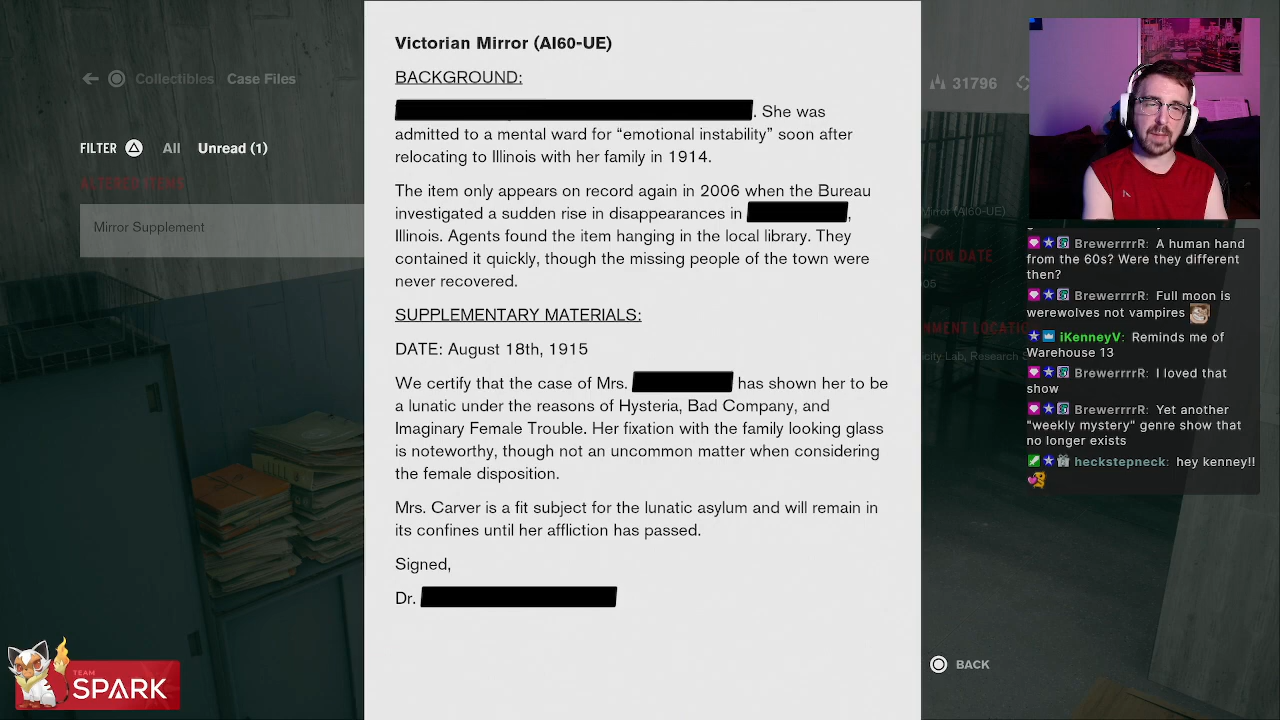 Collectibles Case Files
FILTER All Unread (1)
ALTERED ITEMS
Mirror Supplement
Victorian Mirror (AI60-UE)
BACKGROUND:
. She was
admitted to a mental ward for “emotional instability” soon after
relocating to Illinois with her family in 1914.
The item only appears on record again in 2006 when the Bureau
investigated a sudden rise in disappearances in ,
Illinois. Agents found the item hanging in the local library. They
contained it quickly, though the missing people of the town were
never recovered.
SUPPLEMENTARY MATERIALS:
DATE: August 18th, 1915
We certify that the case of Mrs. has shown her to be
a lunatic under the reasons of Hysteria, Bad Company, and
Imaginary Female Trouble. Her fixation with the family looking glass
is noteworthy, though not an uncommon matter when considering
the female disposition.
Mrs. Carver is a fit subject for the lunatic asylum and will remain in
its confines until her affliction has passed.
Signed,
Dr.
31796
Mirror (AI60-UE)
BACK
BrewerrrrR: A human hand
from the 60s? Were they different
then?
BrewerrrrR: Full moon is
werewolves not vampires
iKenneyV: Reminds me of
Warehouse 13
BrewerrrrR: I loved that
show
BrewerrrrR: Yet another
"weekly mystery" genre show that
no longer exists
heckstepneck: hey kenney!!
TEAM
SPARK